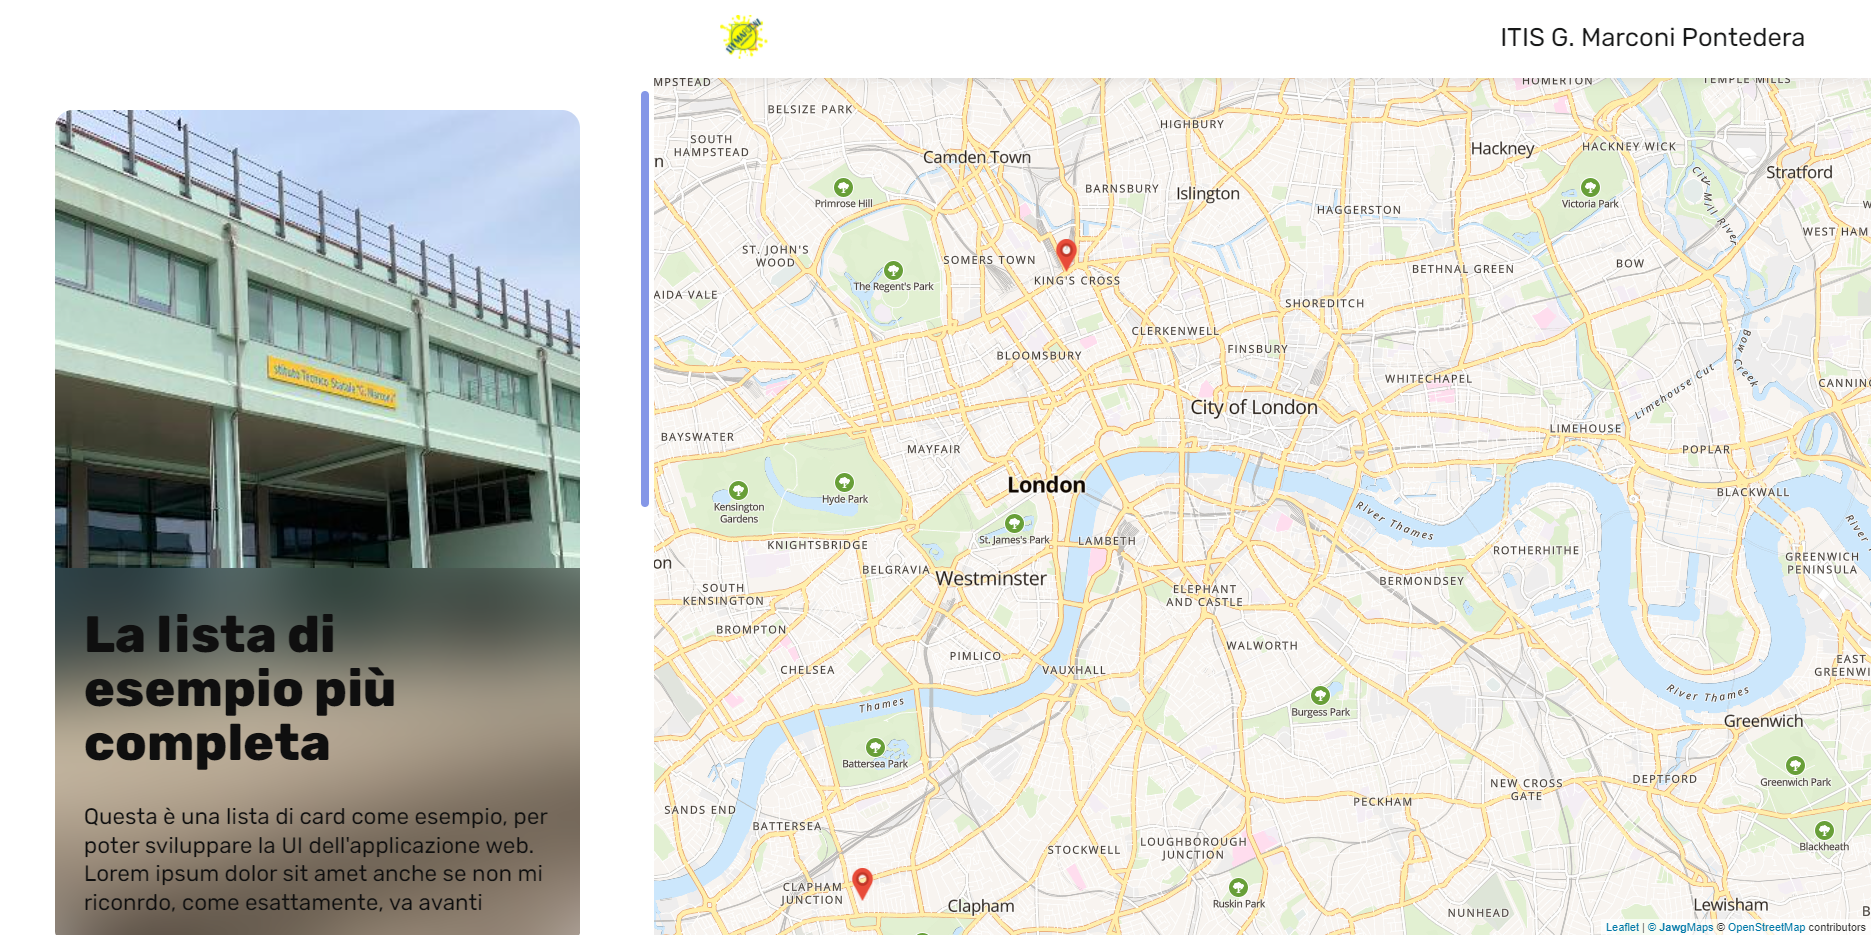 ITIS G. Marconi Pontedera
stituto Tecnico Statale "G. Marconi"
La lista di
esempio più
completa
Questa è una lista di card come esempio, per
poter sviluppare la UI dell'applicazione web.
Lorem ipsum dolor sit amet anche se non mi
riconrdo, come esattamente, va avanti
MPSTEAD
HOMERTON
TEMPLE MILLS
BELSIZE PARK
HIGHBURY
SOUTH
HAMPSTEAD
n
Camden Town
Hackney
HACKNEY WICK
Stratford
Primrose Hill
BARNSBURY
Islington
HAGGERSTON
Victoria Park
City Mill River
WEST HAM
ST. JOHN'S
WOOD
SOMERS TOWN
The Regent's Park
KING'S CROSS
BETHNAL GREEN
BOW
AIDA VALE
SHOREDITCH
CLERKENWELL
FINSBURY
BLOOMSBURY
WHITECHAPEL
Bow Creek
Limehouse Cut
CANNING
City of London
BAYSWATER
MAYFAIR
LIMEHOUSE
POPLAR
Kensington
Gardens
Hyde Park
London
BLACKWALL
St. James's Park
River Thames
River T
KNIGHTSBRIDGE
LAMBETH
ROTHERHITHE
GREENWICH
PENINSULA
on
BELGRAVIA
Westminster
SOUTH
KENSINGTON
ELEPHANT
AND CASTLE
BERMONDSEY
BROMPTON
WALWORTH
CHELSEA
PIMLICO
VAUXHALL
EAST
GREENWI
Thames
River Thames
Burgess Park
Greenwich
Battersea Park
Greenwich Park
SANDS END
NEW CROSS
GATE
DEPTFORD
BATTERSEA
PECKHAM
STOCKWELL
LOUGHBOROUGH
JUNCTION
Blackheath
CLAPHAM
JUNCTION
Clapham
Ruskin Park
NUNHEAD
Lewisham
B
Leaflet | © JawgMaps © OpenStreetMap contributors